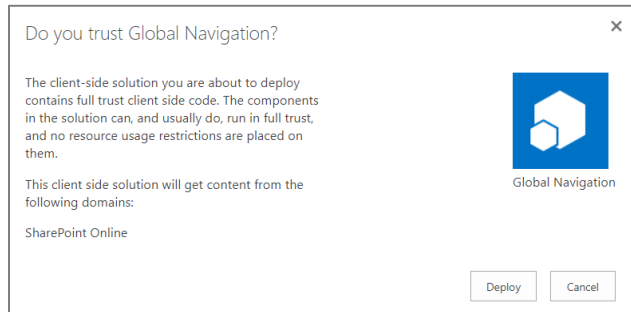 Do you trust Global Navigation?
The client-side solution you are about to deploy
contains full trust client side code. The components
in the solution can, and usually do, run in full trust,
and no resource usage restrictions are placed on
them.
This client side solution will get content from the
following domains:
SharePoint Online
Global Navigation
Deploy
Cancel